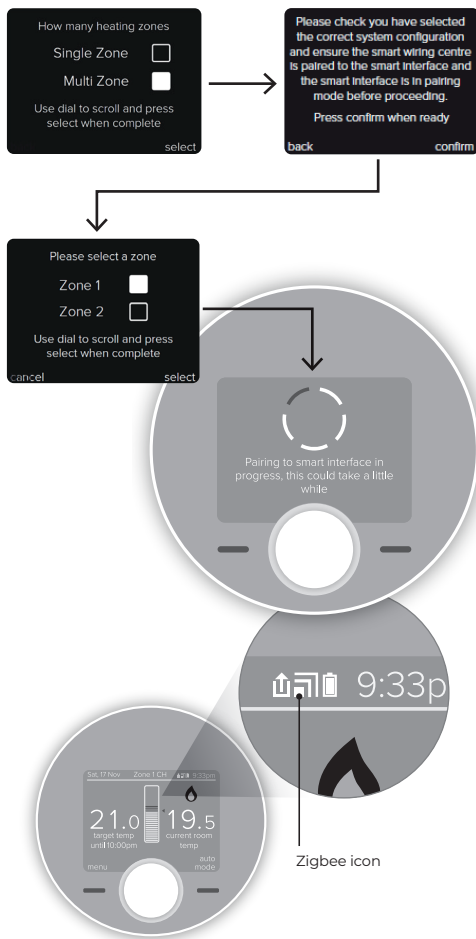 How many heating zones
Single Zone
Multi Zone
Use dial to scroll and press
select when complete
select
Please check you have selected
the correct system configuration
and ensure the smart wiring centre
is paired to the smart interface and
the smart interface is in pairing
mode before proceeding.
Press confirm when ready
back confirm
Please select a zone
Zone 1
Zone 2
Use dial to scroll and press
select when complete
cancel select
Pairing to smart interface in
progress, this could take a little
while
9:33p
Sat, 17 Nov Zone 1 CH 9:33pm
21.0 19.5
target temp current room
until 10:00pm temp
menu auto
mode
Zigbee icon